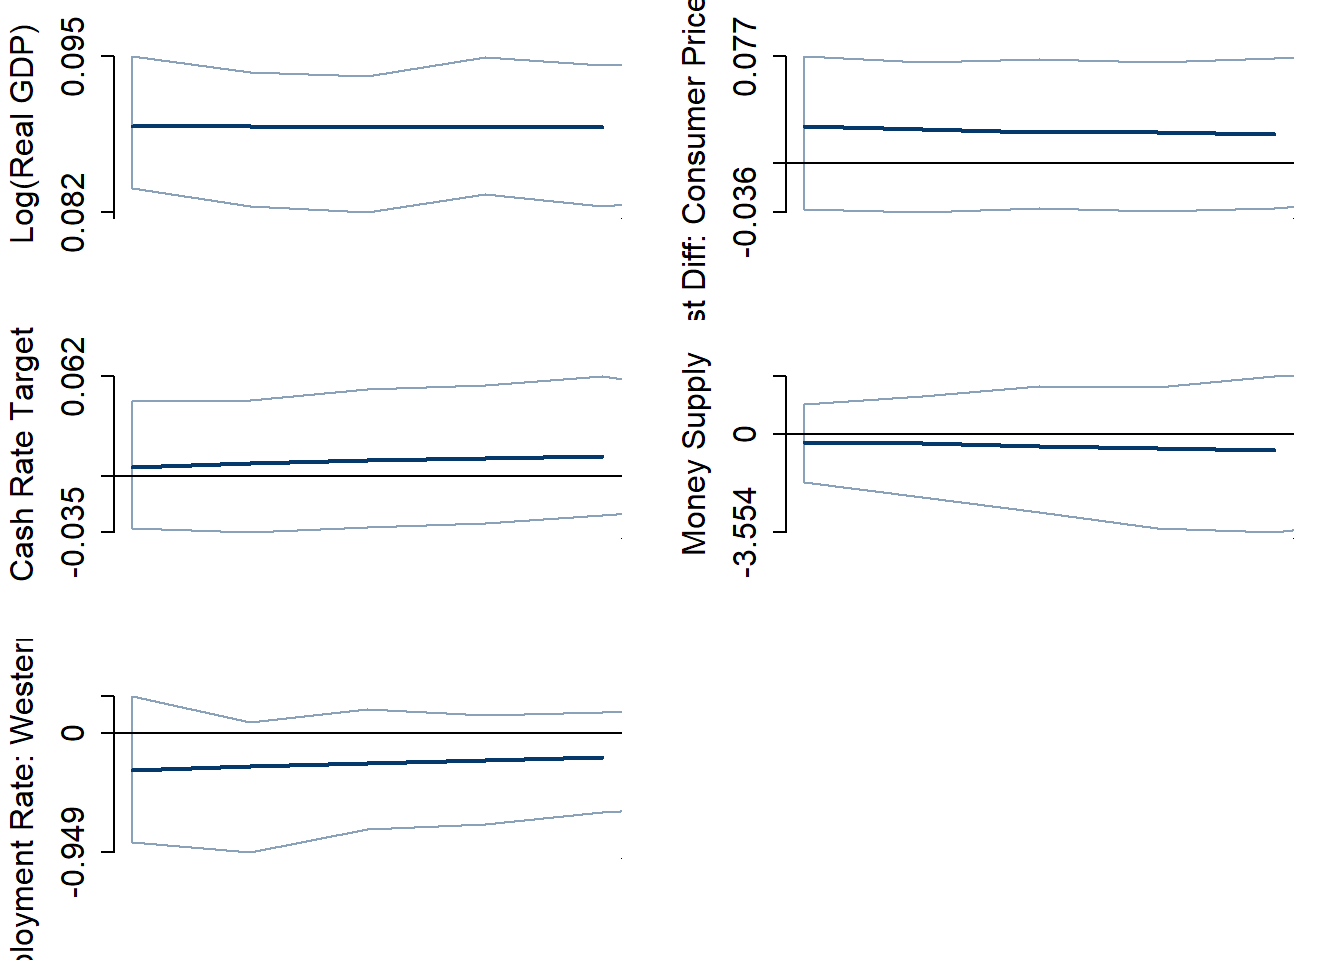 Log(Real GDP)
0.095
0.082
st Diff: Consumer Price
0.077
-0.036
Cash Rate Target
0.062
-0.035
Money Supply
0
-3.554
ployment Rate: Western
0
-0.949